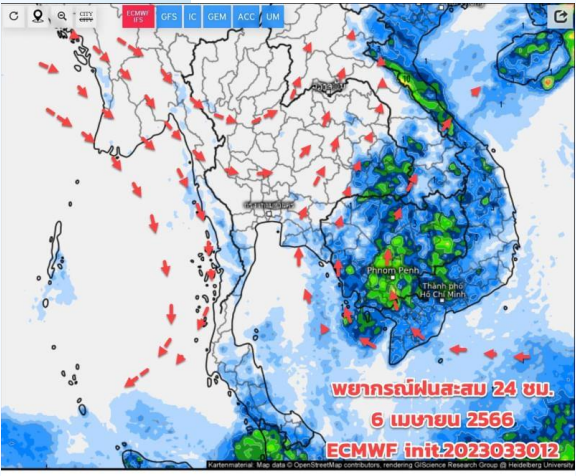 CITY
CITY
ECMWF
IFS
GFS IC GEM ACC UM
Phnom Penh
Thành phố
Hồ Chí Minh
พยากรณ์ฝนสะสม 24 ชม.
6 เมษายน 2566
ECMWF init.2023033012
Kartenmaterial: Map data © OpenStreetMap contributors, rendering GIScience Research Group @ Heidelberg University